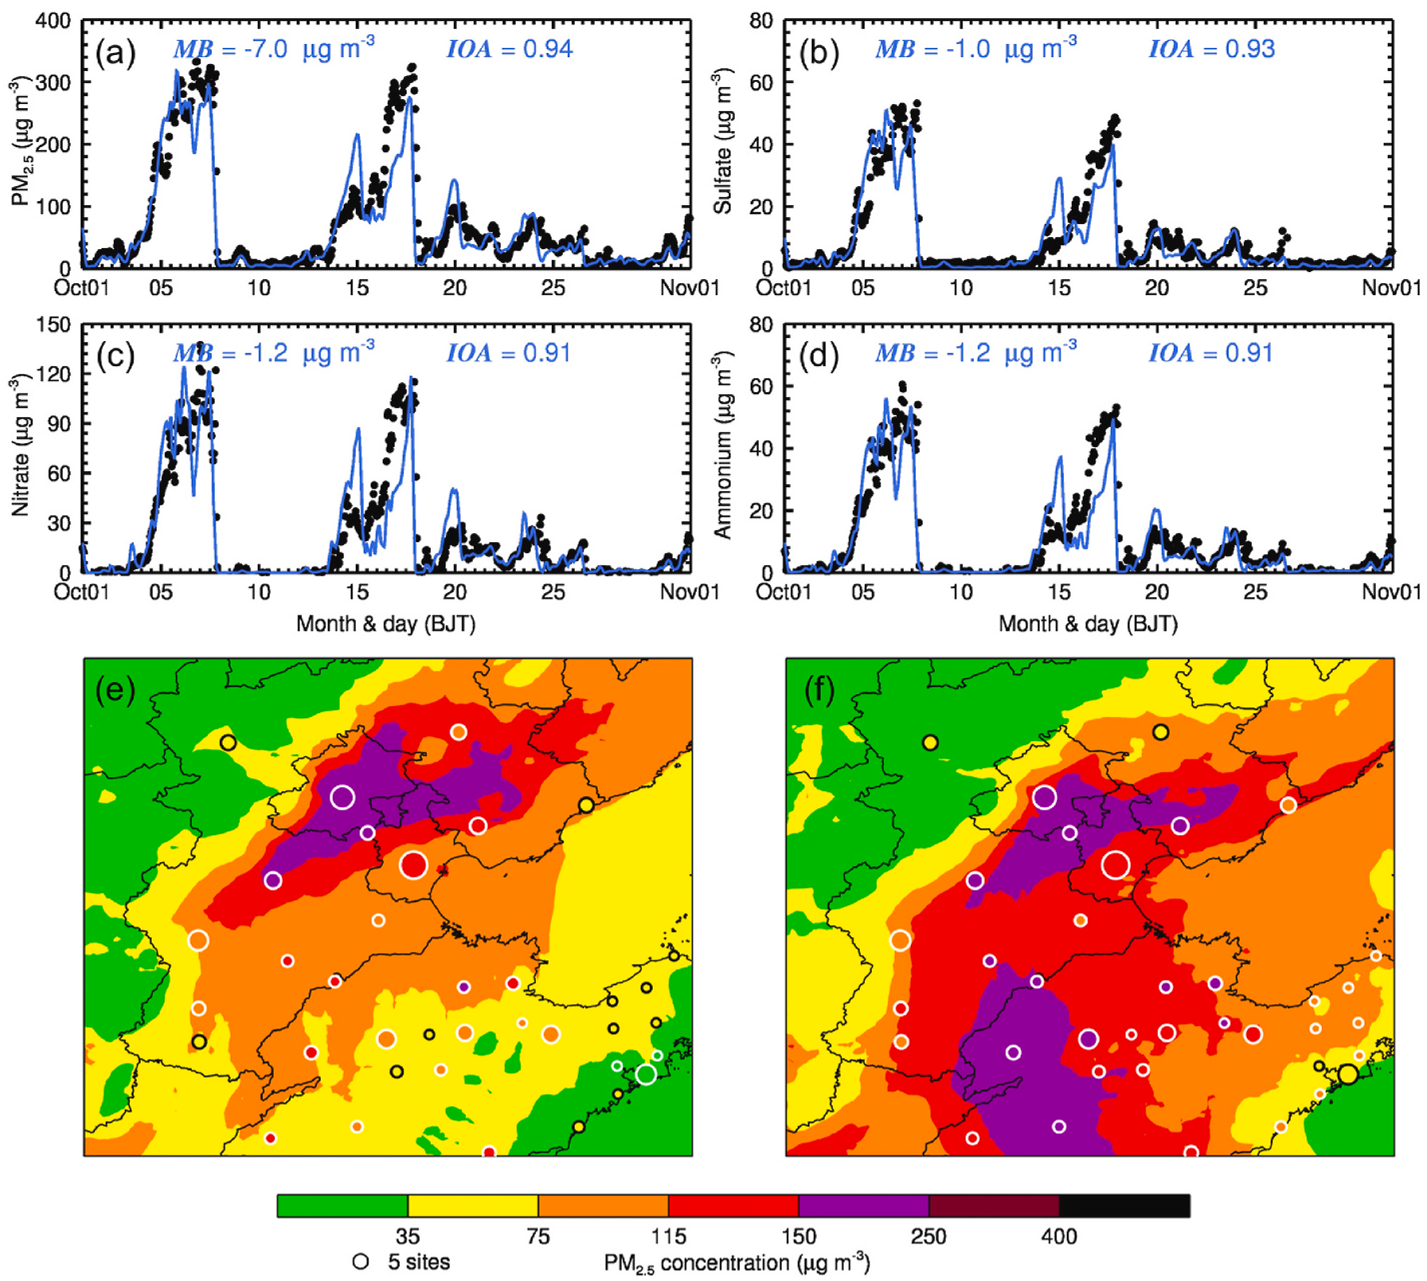 (a) MB = -7.0 µg m-3 IOA = 0.94
PM2.5 (µg m-3)
400
300
200
100
0
Oct01 05 10 15 20 25 Nov01
(b) MB = -1.0 µg m-3 IOA = 0.93
Sulfate (µg m-3)
80
60
40
20
0
Oct01 05 10 15 20 25 Nov01
(c) MB = -1.2 µg m-3 IOA = 0.91
Nitrate (µg m-3)
150
120
90
60
30
0
Oct01 05 10 15 20 25 Nov01
Month & day (BJT)
(d) MB = -1.2 µg m-3 IOA = 0.91
Ammonium (µg m-3)
80
60
40
20
0
Oct01 05 10 15 20 25 Nov01
Month & day (BJT)
(e)
(f)
35 75 115 150 250 400
5 sites PM2.5 concentration (µg m-3)